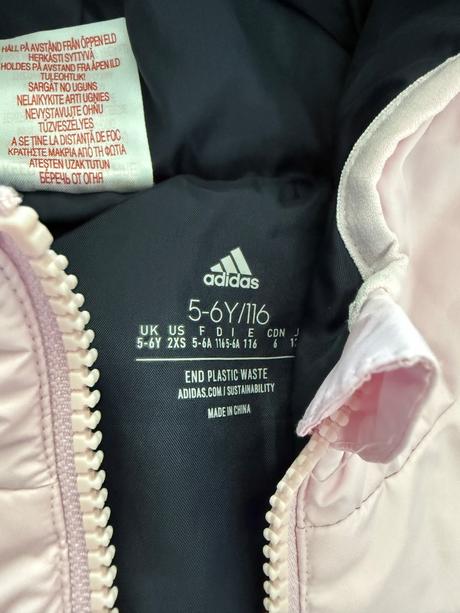 HÅLL PÅ AVSTÅND FRÅN ÖPPEN ELD
HERKÄSTI SYTTYVÄ
HOLDES PÅ AVSTAND FRA ÅPEN ILD
TULEOHTLIK!
SARGĀT NO UGUNS
NELAIKYKITE ARTI UGNIES
NEVYSTAVUJTE OHNU
TŰZVESZÉLYES
A SE ȚINE LA DISTANȚĂ DE FOC
ΚΡΑΤΗΣΤΕ ΜΑΚΡΙΑ ΑΠΟ ΤΗ ΦΩΤΙΑ
ATEŞTEN UZAK TUTUN
БЕРЕЧЬ ОТ ОГНЯ
adidas
5-6Y/116
UK US F D I E CDN J
5-6Y 2XS 5-6A 116 5-6A 116 6
END PLASTIC WASTE
ADIDAS.COM / SUSTAINABILITY
MADE IN CHINA